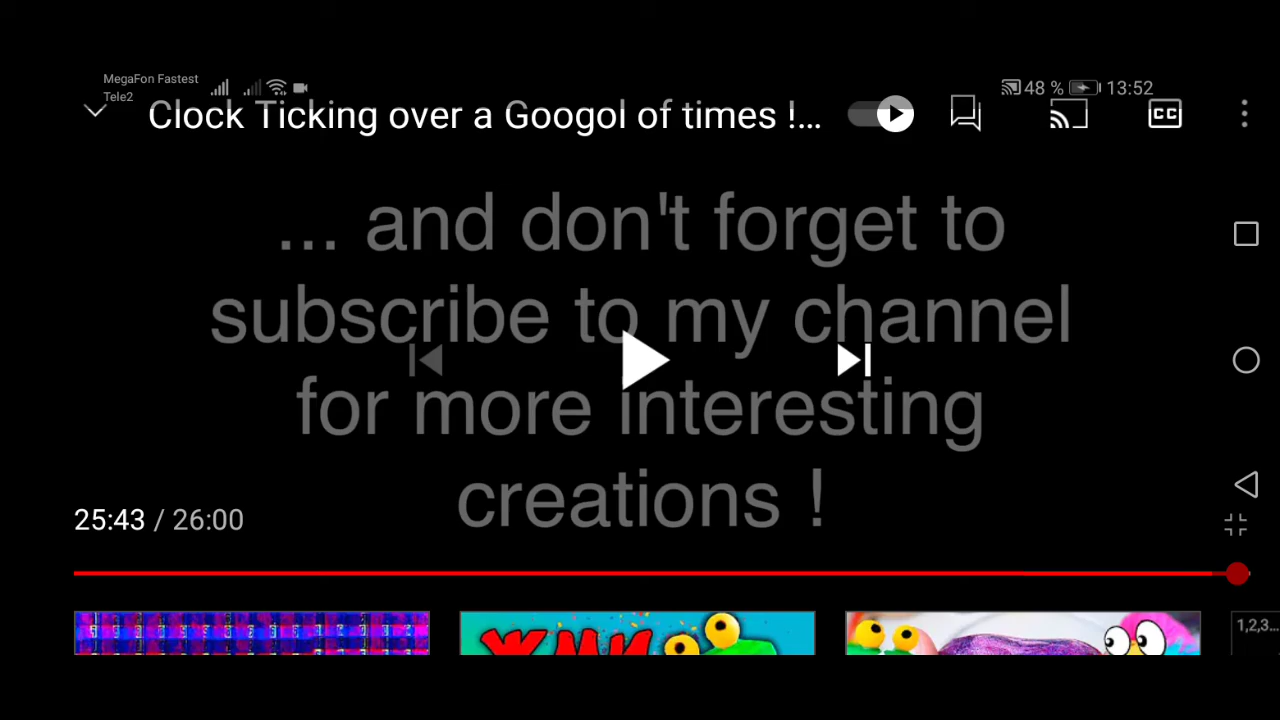 MegaFon Fastest
Tele2
48 % 13:52
Clock Ticking over a Googol of times !...
CC
... and don't forget to
subscribe to my channel
for more interesting
creations !
25:43 / 26:00
1,2,3...